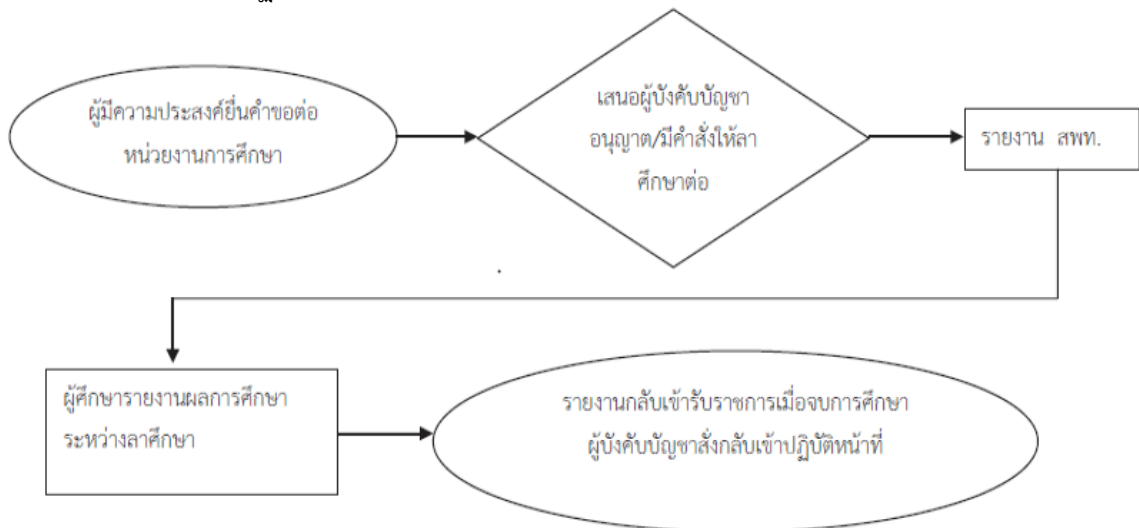 ผู้มีความประสงค์ยื่นคำขอต่อ
หน่วยงานการศึกษา
เสนอผู้บังคับบัญชา
อนุญาต/มีคำสั่งให้ลา
ศึกษาต่อ
รายงาน สพท.
ผู้ศึกษารายงานผลการศึกษา
ระหว่างลาศึกษา
รายงานกลับเข้ารับราชการเมื่อจบการศึกษา
ผู้บังคับบัญชาสั่งกลับเข้าปฏิบัติหน้าที่